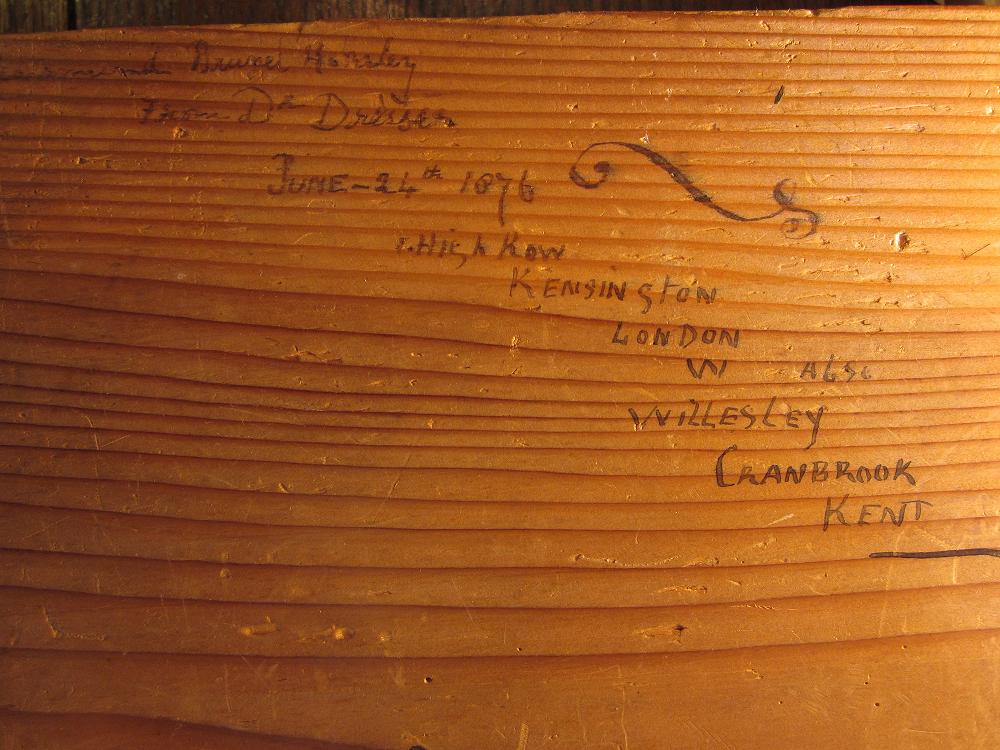 Brunel Horsley
From Dr Dresser
JUNE - 24th 1876
1. High Row
KENSINGTON
LONDON
W Also
WILLESLEY
CRANBROOK
KENT